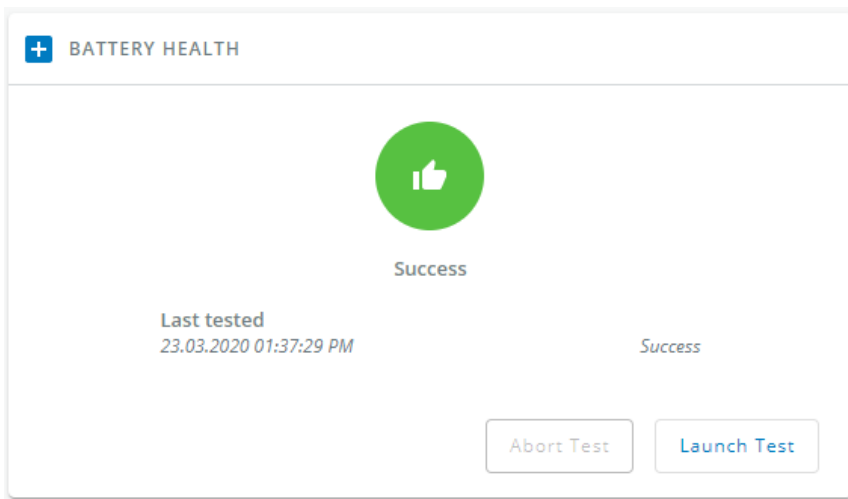 BATTERY HEALTH
Success
Last tested
23.03.2020 01:37:29 PM Success
Abort Test Launch Test